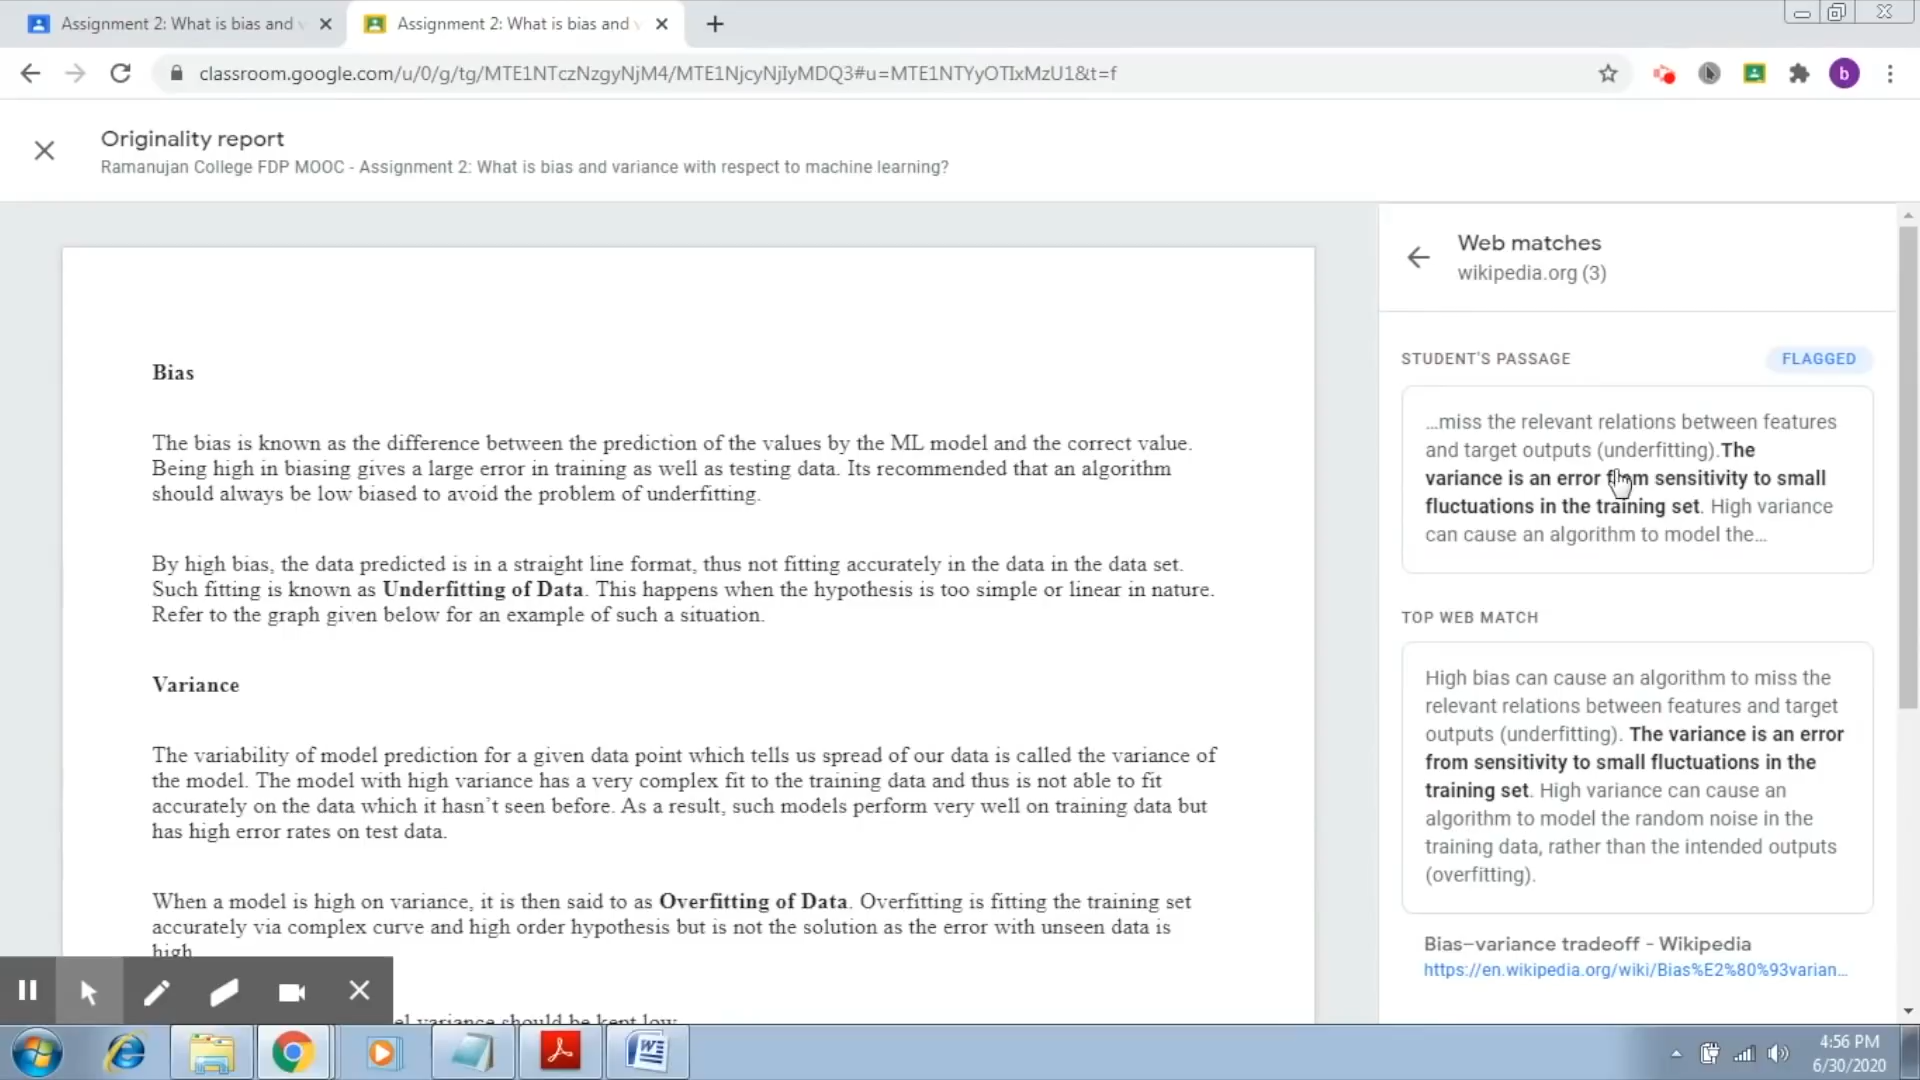 Assignment 2: What is bias and
Assignment 2: What is bias and
classroom.google.com/u/0/g/tg/MTE1NTczNzgyNjM4/MTE1NjcyNjIyMDQ3#u=MTE1NTYyOTIxMzU1&t=f
b
Originality report
Ramanujan College FDP MOOC - Assignment 2: What is bias and variance with respect to machine learning?
Bias
The bias is known as the difference between the prediction of the values by the ML model and the correct value.
Being high in biasing gives a large error in training as well as testing data. Its recommended that an algorithm
should always be low biased to avoid the problem of underfitting.
By high bias, the data predicted is in a straight line format, thus not fitting accurately in the data in the data set.
Such fitting is known as Underfitting of Data. This happens when the hypothesis is too simple or linear in nature.
Refer to the graph given below for an example of such a situation.
Variance
The variability of model prediction for a given data point which tells us spread of our data is called the variance of
the model. The model with high variance has a very complex fit to the training data and thus is not able to fit
accurately on the data which it hasn't seen before. As a result, such models perform very well on training data but
has high error rates on test data.
When a model is high on variance, it is then said to as Overfitting of Data. Overfitting is fitting the training set
accurately via complex curve and high order hypothesis but is not the solution as the error with unseen data is
high.
variance should be kept low
Web matches
wikipedia.org (3)
STUDENT'S PASSAGE
FLAGGED
…miss the relevant relations between features
and target outputs (underfitting).The
variance is an error from sensitivity to small
fluctuations in the training set. High variance
can cause an algorithm to model the…
TOP WEB MATCH
High bias can cause an algorithm to miss the
relevant relations between features and target
outputs (underfitting). The variance is an error
from sensitivity to small fluctuations in the
training set. High variance can cause an
algorithm to model the random noise in the
training data, rather than the intended outputs
(overfitting).
Bias–variance tradeoff - Wikipedia
https://en.wikipedia.org/wiki/Bias%E2%80%93varian...
4:56 PM
6/30/2020